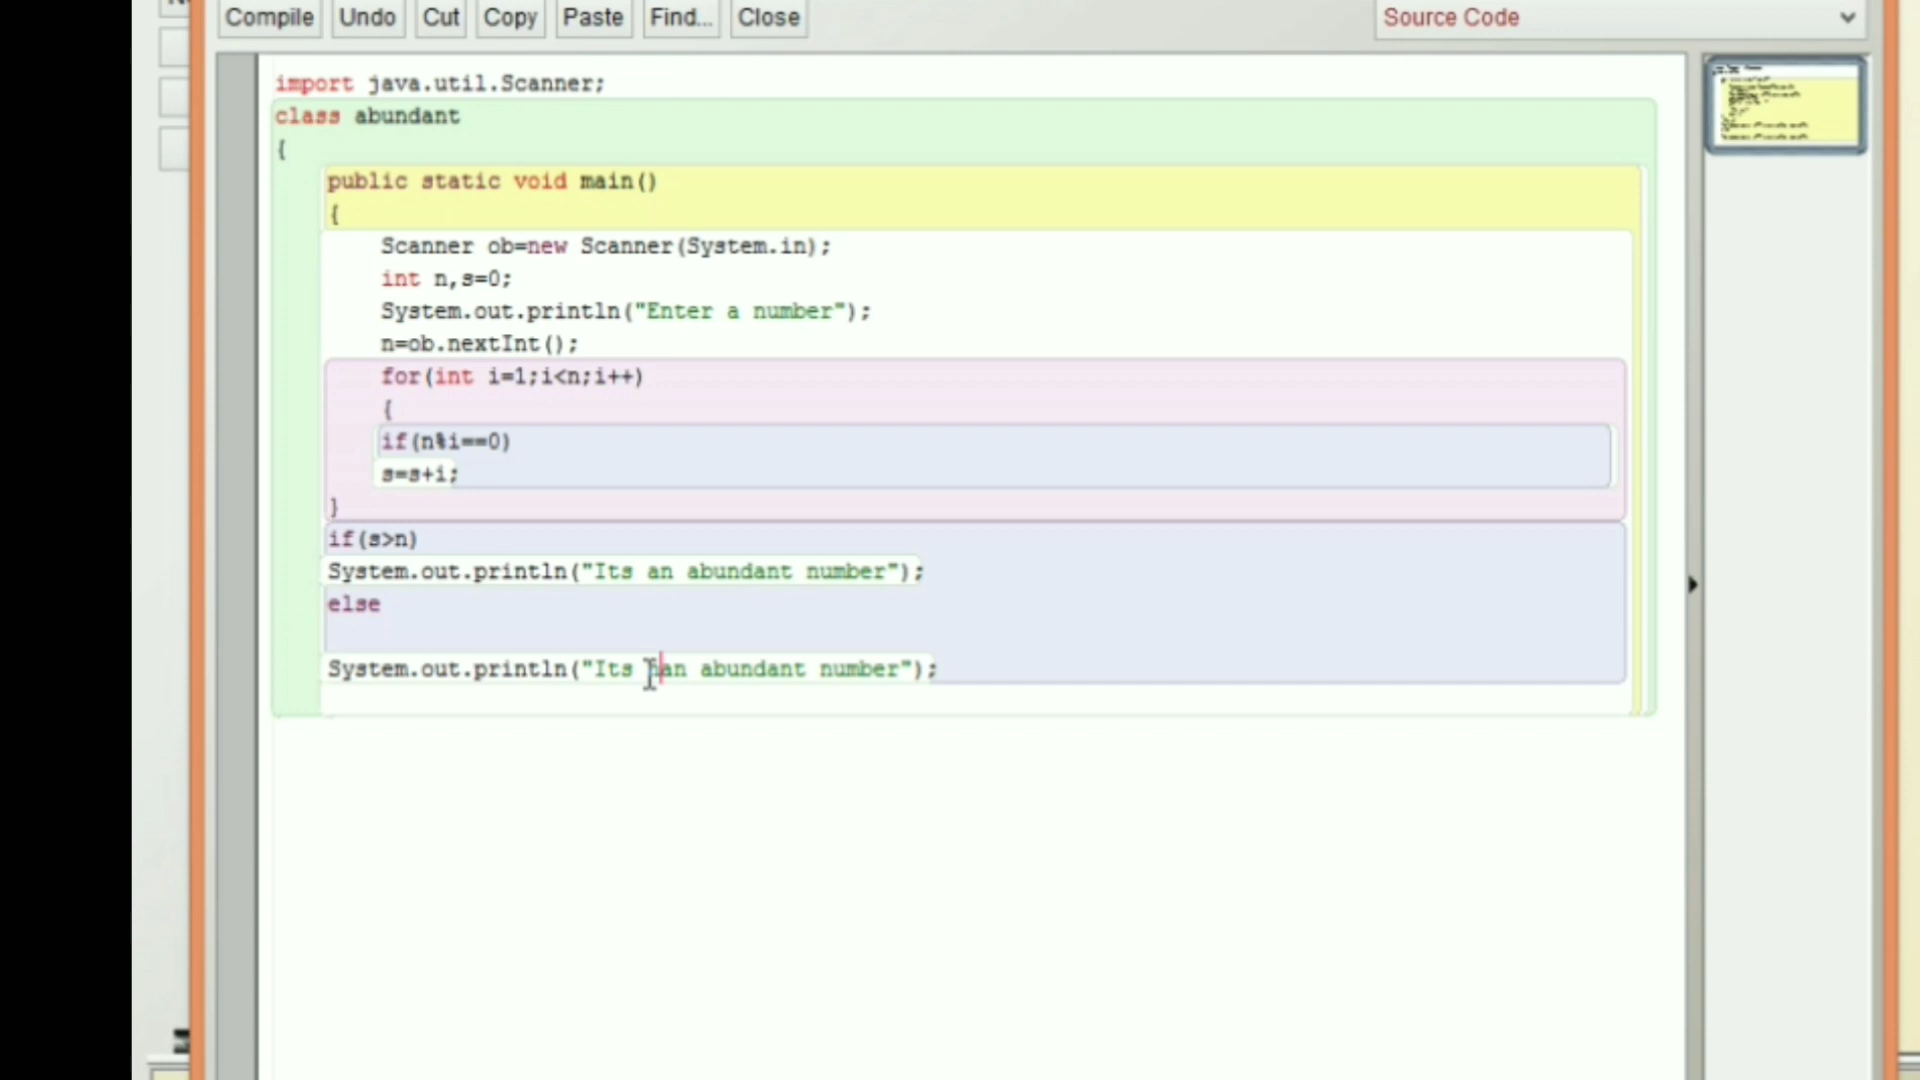 Compile Undo Cut Copy Paste Find... Close Source Code
import java.util.Scanner;
class abundant
{
public static void main()
{
Scanner ob=new Scanner(System.in);
int n,s=0;
System.out.println("Enter a number");
n=ob.nextInt();
for(int i=1;i<n;i++)
{
if(n%i==0)
s=s+i;
}
if(s>n)
System.out.println("Its an abundant number");
else
System.out.println("Its nan abundant number");